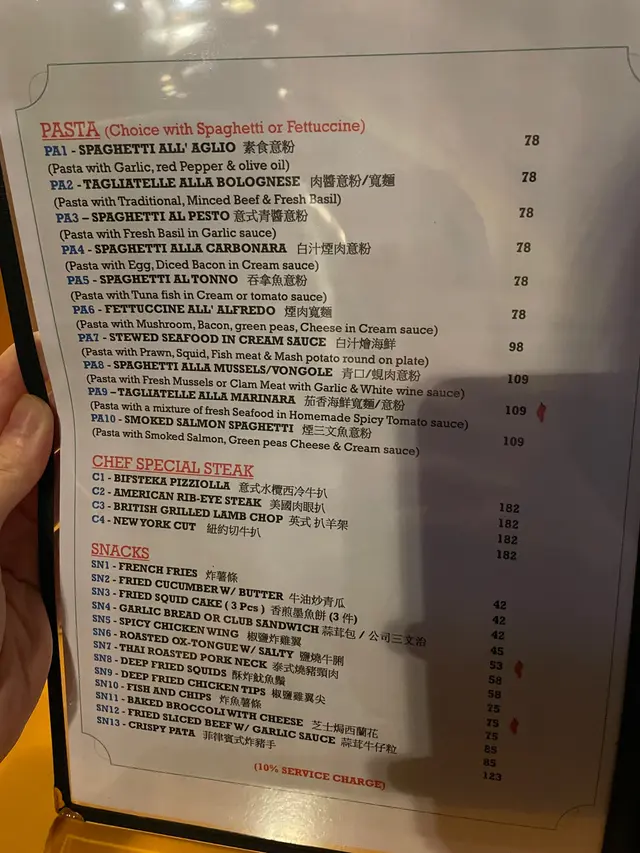 PASTA (Choice with Spaghetti or Fettuccine)
PA1 - SPAGHETTI ALL' AGLIO 素食意粉 78
(Pasta with Garlic, red Pepper & olive oil)
PA2 - TAGLIATELLE ALLA BOLOGNESE 肉醬意粉/寬麵 78
(Pasta with Traditional, Minced Beef & Fresh Basil)
PA3 – SPAGHETTI AL PESTO 意式青醬意粉 78
(Pasta with Fresh Basil in Garlic sauce)
PA4 - SPAGHETTI ALLA CARBONARA 白汁煙肉意粉 78
(Pasta with Egg, Diced Bacon in Cream sauce)
PA5 - SPAGHETTI AL TONNO 吞拿魚意粉 78
(Pasta with Tuna fish in Cream or tomato sauce)
PA6 - FETTUCCINE ALL' ALFREDO 煙肉寬麵 78
(Pasta with Mushroom, Bacon, green peas, Cheese in Cream sauce)
PA7 - STEWED SEAFOOD IN CREAM SAUCE 白汁燴海鮮 98
(Pasta with Prawn, Squid, Fish meat & Mash potato round on plate)
PA8 - SPAGHETTI ALLA MUSSELS/VONGOLE 青口/蜆肉意粉 109
(Pasta with Fresh Mussels or Clam Meat with Garlic & White wine sauce)
PA9 – TAGLIATELLE ALLA MARINARA 茄香海鮮寬麵/意粉 109
(Pasta with a mixture of fresh Seafood in Homemade Spicy Tomato sauce)
PA10 - SMOKED SALMON SPAGHETTI 煙三文魚意粉 109
(Pasta with Smoked Salmon, Green peas Cheese & Cream sauce)
CHEF SPECIAL STEAK
C1 - BIFSTEKA PIZZIOLLA 意式水欖西冷牛扒 182
C2 - AMERICAN RIB-EYE STEAK 美國肉眼扒 182
C3 - BRITISH GRILLED LAMB CHOP 英式 扒羊架 182
C4 - NEW YORK CUT 紐約切牛扒 182
SNACKS
SN1 - FRENCH FRIES 炸薯條 42
SN2 - FRIED CUCUMBER W/ BUTTER 牛油炒青瓜 42
SN3 - FRIED SQUID CAKE ( 3 Pcs ) 香煎墨魚餅 (3 件) 42
SN4 - GARLIC BREAD OR CLUB SANDWICH 蒜茸包 / 公司三文治 45
SN5 - SPICY CHICKEN WING 椒鹽炸雞翼 53
SN6 - ROASTED OX-TONGUE W/ SALTY 鹽燒牛脷 58
SN7 - THAI ROASTED PORK NECK 泰式燒豬頸肉 58
SN8 - DEEP FRIED SQUIDS 酥炸魷魚鬚 75
SN9 - DEEP FRIED CHICKEN TIPS 椒鹽雞翼尖 75
SN10 - FISH AND CHIPS 炸魚薯條 75
SN11 - BAKED BROCCOLI WITH CHEESE 芝士焗西蘭花 85
SN12 - FRIED SLICED BEEF W/ GARLIC SAUCE 蒜茸牛仔粒 85
SN13 - CRISPY PATA 菲律賓式炸豬手 123
(10% SERVICE CHARGE)